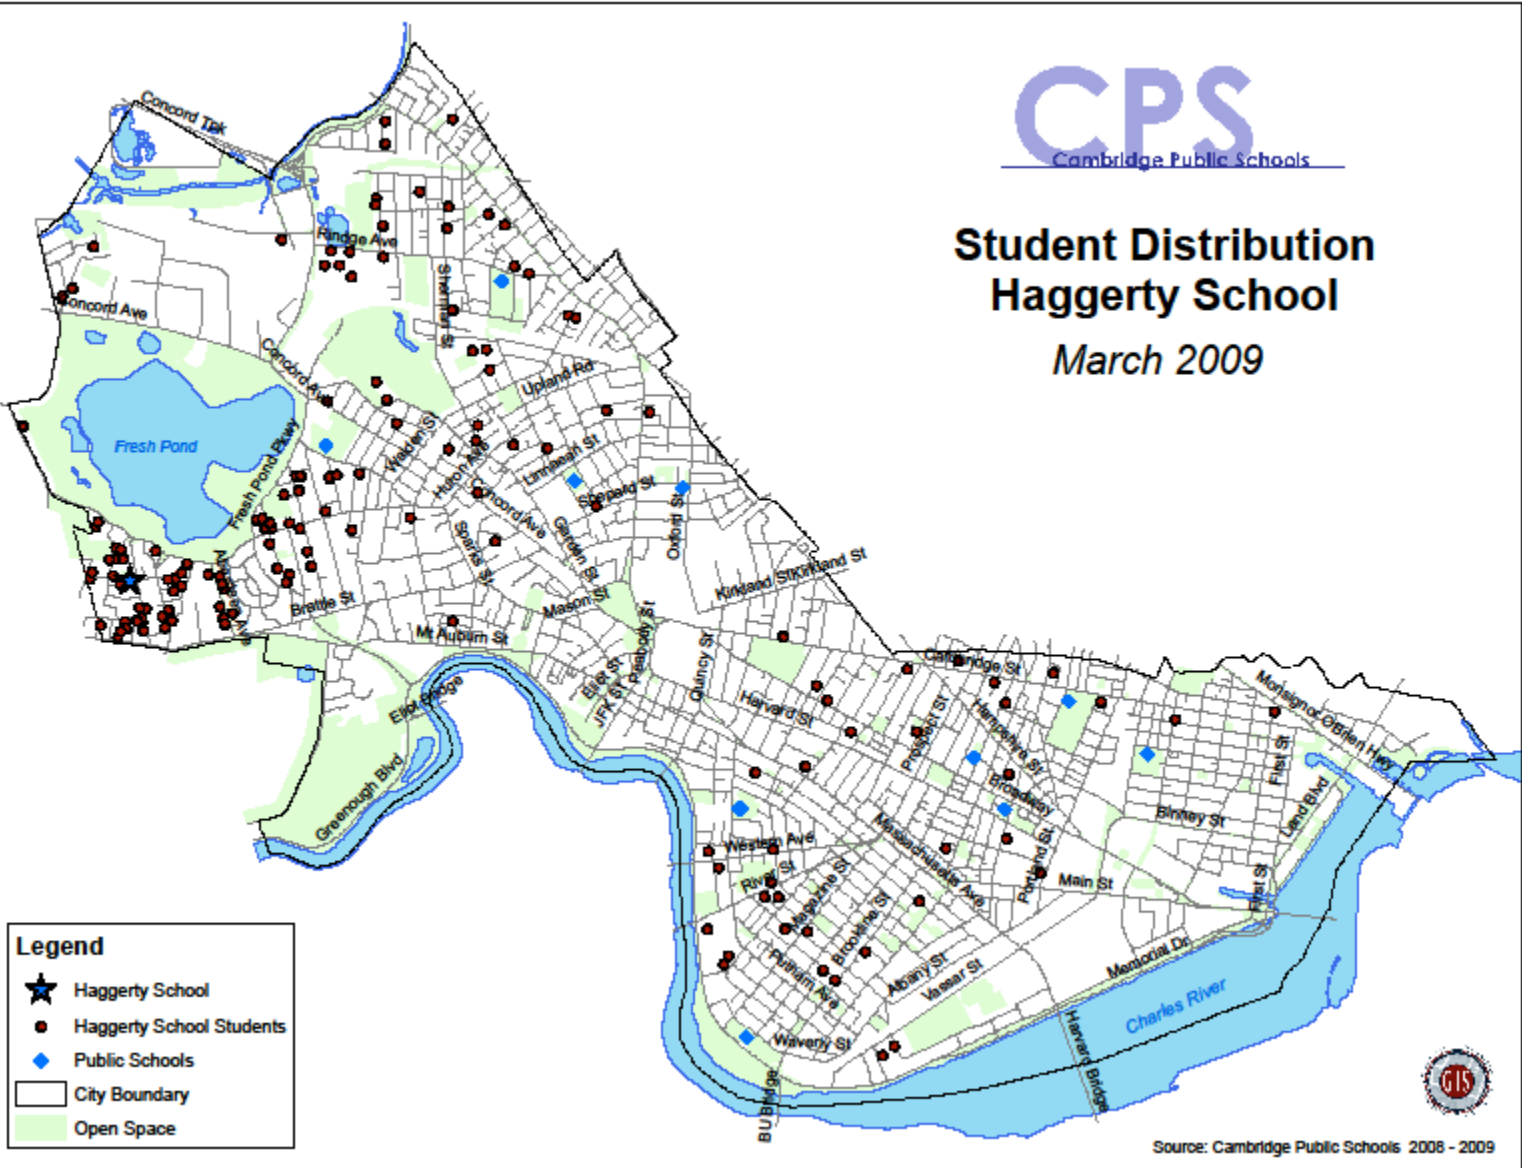 CPS
Cambridge Public Schools
Student Distribution
Haggerty School
March 2009
Concord Tpk
Rindge Ave
Sherman St
Concord Ave
Concord Ave
Upland Rd
Fresh Pond
Fresh Pond Pkwy
Walden St
Huron Ave
Linnaean St
Shepard St
Concord Ave
Garden St
Oxford St
Sparks St
Kirkland St
Kirkland St
Aberdeen Ave
Brattle St
Mason St
Mt Auburn St
Peabody St
Quincy St
Eliot St
JFK St
Eliot Bridge
Harvard St
Cambridge St
Prospect St
Hampshire St
Monsignor OBrien Hwy
First St
Land Blvd
Greenough Blvd
Broadway
Binney St
Western Ave
River St
Massachusetts Ave
Magazine St
Portland St
Main St
First St
Brookline St
Putnam Ave
Albany St
Vassar St
Memorial Dr
Charles River
Waverly St
Harvard Bridge
BU Bridge
Legend
Haggerty School
Haggerty School Students
Public Schools
City Boundary
Open Space
GIS
Source: Cambridge Public Schools 2008 - 2009